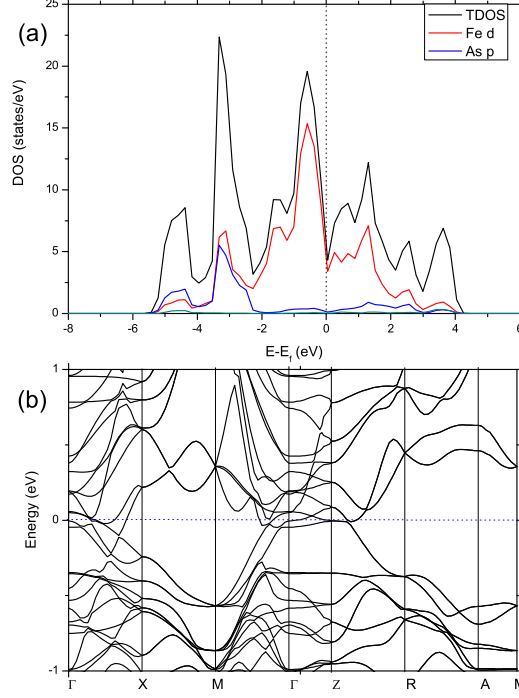 (a)
TDOS
Fe d
As p
DOS (states/eV)
25
20
15
10
5
0
-8 -6 -4 -2 0 2 4 6
E-E_f (eV)
(b)
Energy (eV)
1
0
-1
Γ X M Γ Z R A M